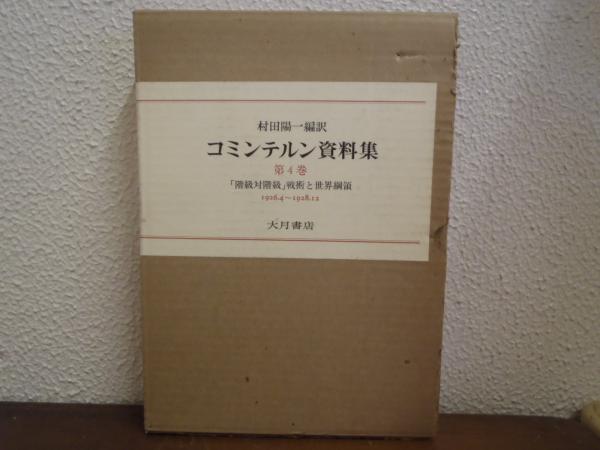 村田陽一編訳
コミンテルン資料集
第4巻
「階級対階級」戦術と世界綱領
1926.4〜1928.12
大月書店